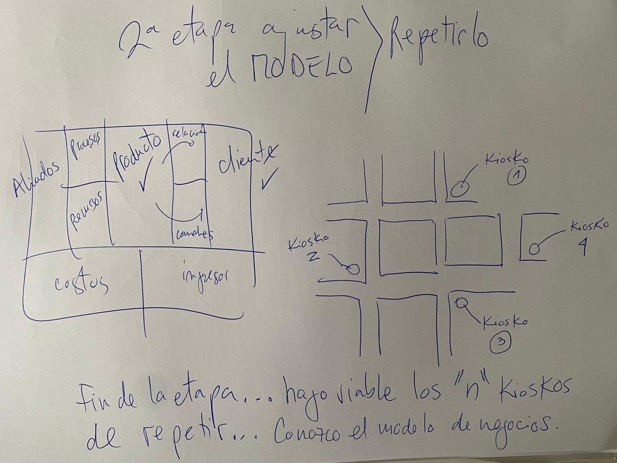 2ª etapa ajustar
el MODELO
Repetirlo
Aliados
procesos
Recursos
Producto
relación
canales
cliente
costos
ingresos
Kiosko
1
Kiosko
2
Kiosko
3
Kiosko
4
Fin de la etapa... hago viable los "n" Kioskos
de repetir... Conozco el modelo de negocios.